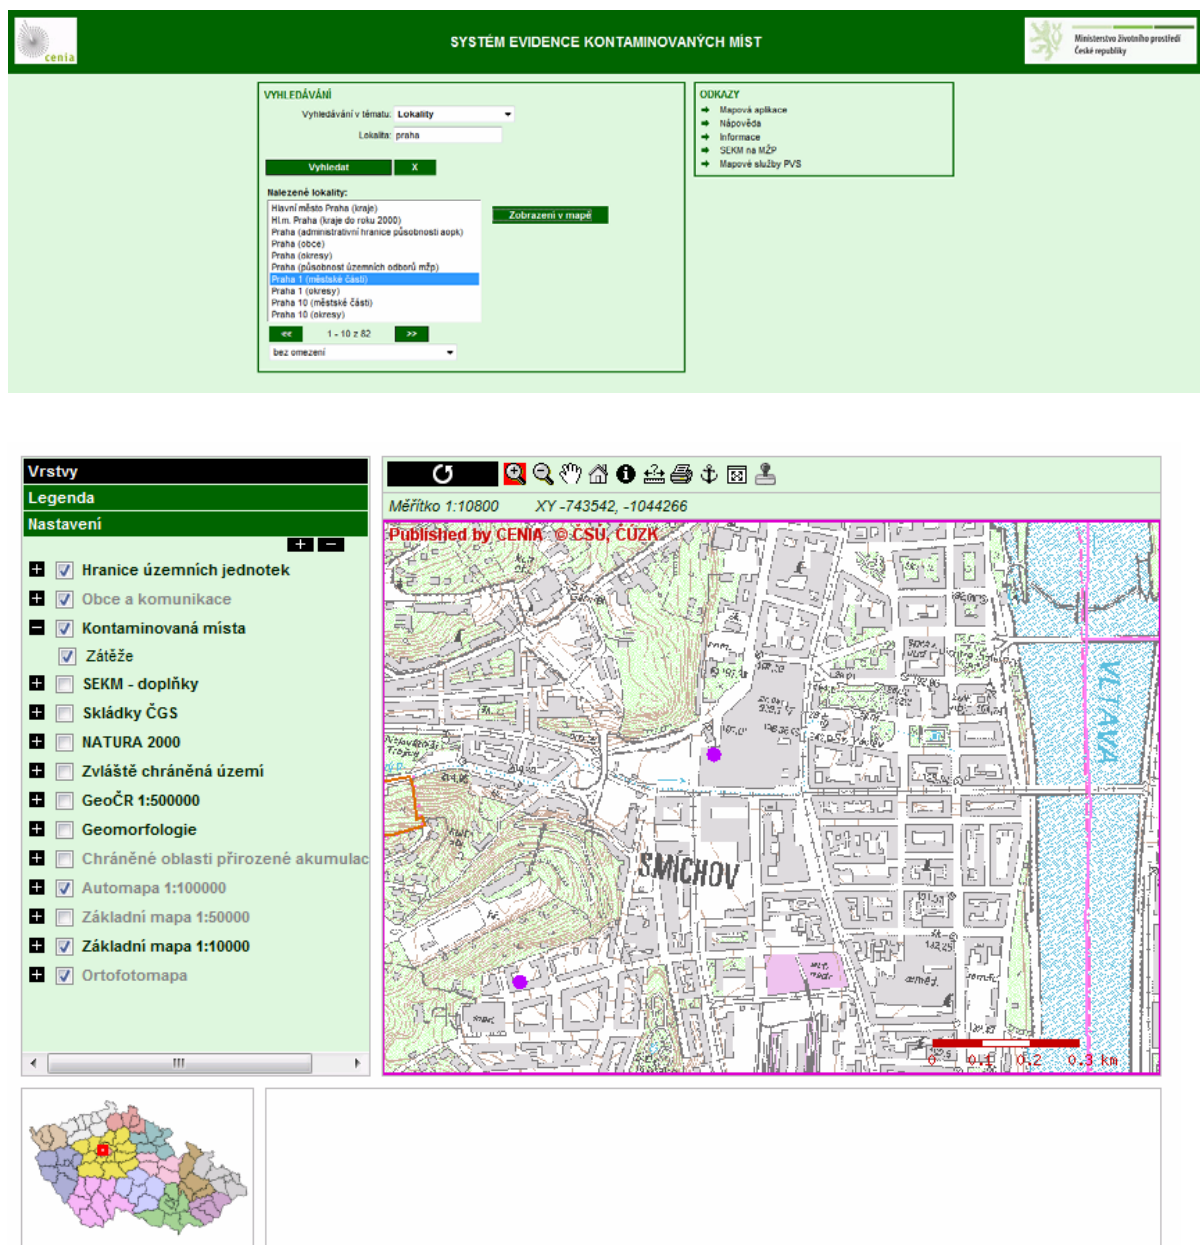 cenia
SYSTÉM EVIDENCE KONTAMINOVANÝCH MÍST
Ministerstvo životního prostředí
České republiky
VYHLEDÁVÁNÍ
Vyhledávání v tématu: Lokality
Lokalita: praha
Vyhledat X
Nalezené lokality:
Hlavní město Praha (kraje)
Hl.m. Praha (kraje do roku 2000)
Praha (administrativní hranice působnosti aopk)
Praha (obce)
Praha (okresy)
Praha (působnost územních odborů mžp)
Praha 1 (městské části)
Praha 1 (okresy)
Praha 10 (městské části)
Praha 10 (okresy)
Zobrazení v mapě
<< 1 - 10 z 82 >>
bez omezení
ODKAZY
Mapová aplikace
Nápověda
Informace
SEKM na MŽP
Mapové služby PVS
Vrstvy
Legenda
Nastavení
Hranice územních jednotek
Obce a komunikace
Kontaminovaná místa
Zátěže
SEKM - doplňky
Skládky ČGS
NATURA 2000
Zvláště chráněná území
GeoČR 1:500000
Geomorfologie
Chráněné oblasti přirozené akumulac
Automapa 1:100000
Základní mapa 1:50000
Základní mapa 1:10000
Ortofotomapa
Měřítko 1:10800 XY -743542, -1044266
Published by CENIA © ČSÚ, ČÚZK
VLTAVA
SMÍCHOV
0 0.1 0.2 0.3 km